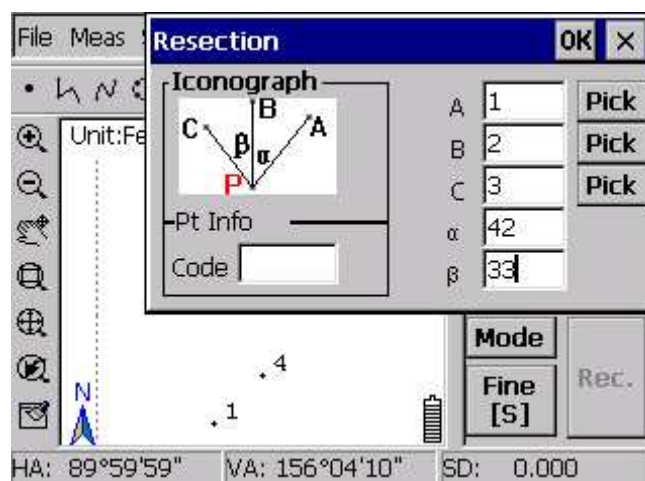 File Meas
Resection OK ×
Iconograph
B
C A
β α
P
Pt Info
Code
A 1 Pick
B 2 Pick
C 3 Pick
α 42
β 33
Unit:Fe
Mode
Fine
[S]
Rec.
4
N
1
HA: 89°59'59" VA: 156°04'10" SD: 0.000